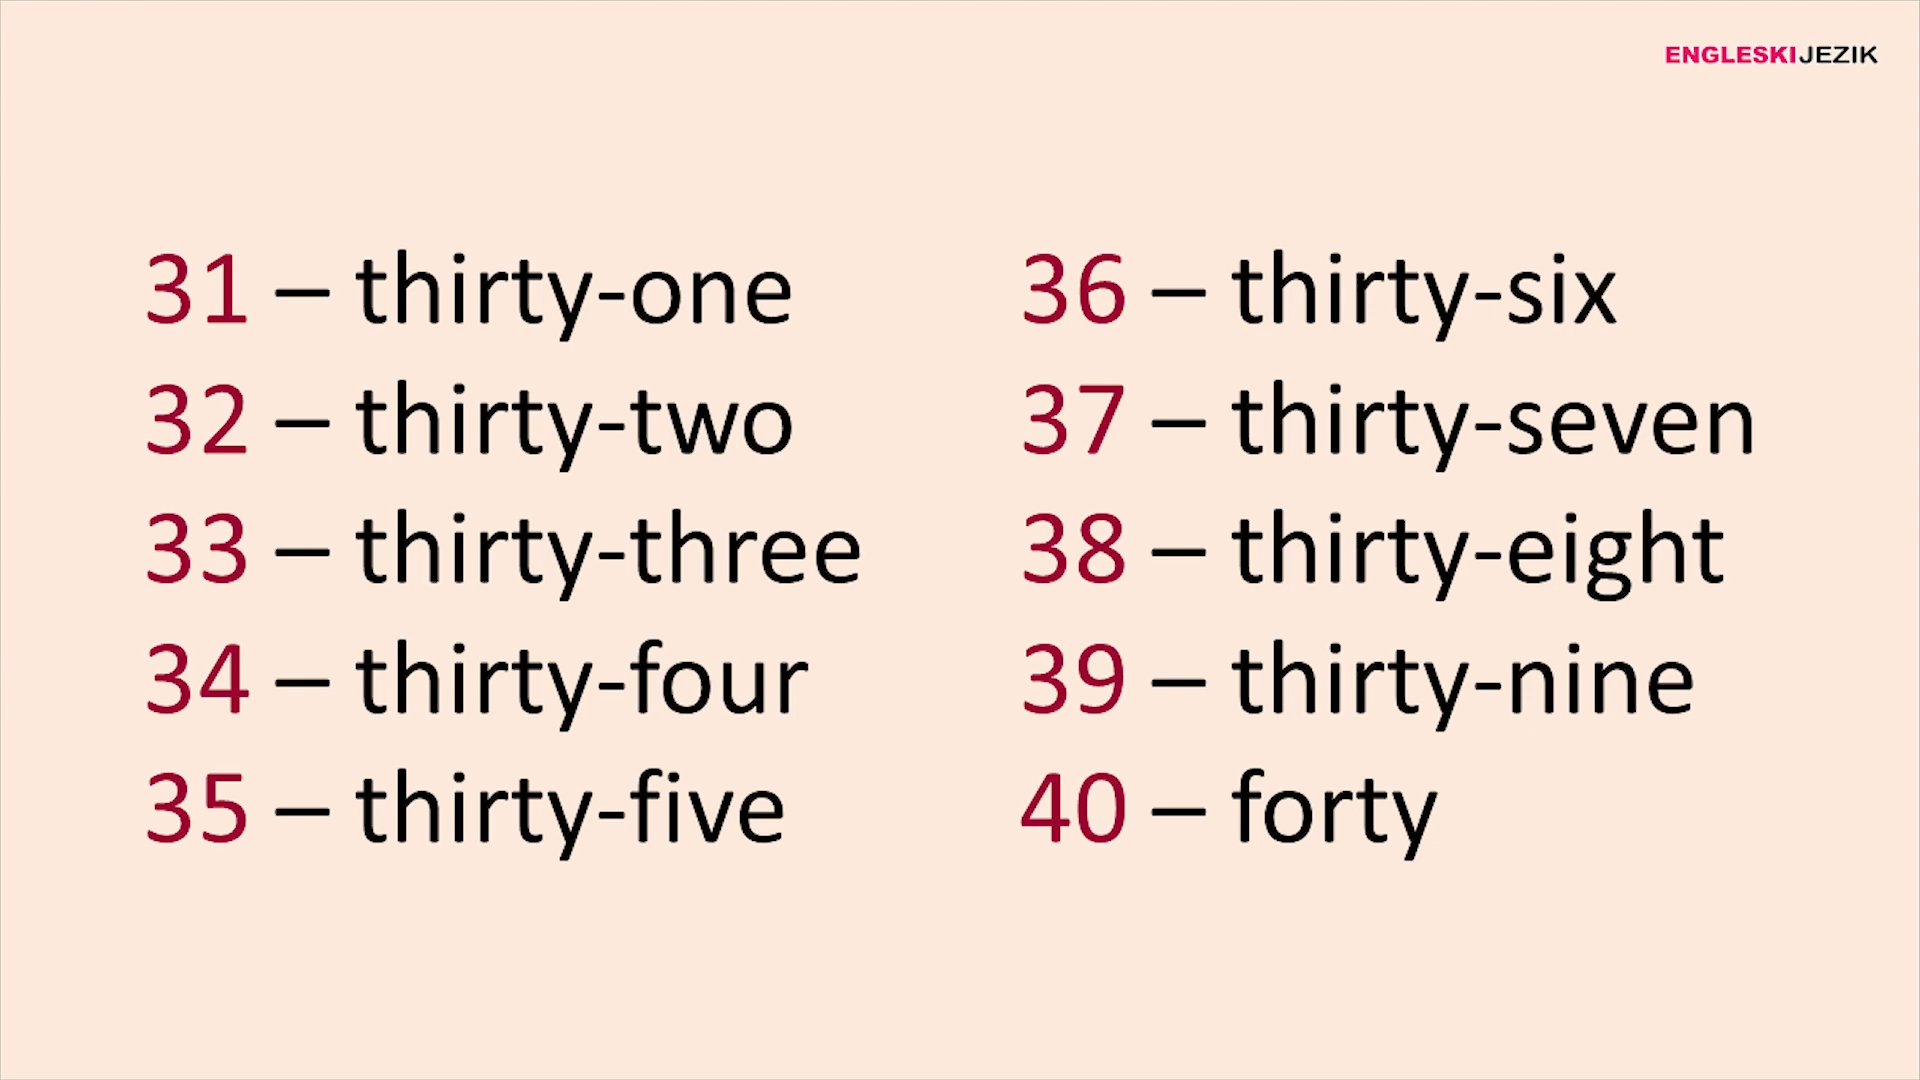 ENGLESKIJEZIK
31 – thirty-one
32 – thirty-two
33 – thirty-three
34 – thirty-four
35 – thirty-five
36 – thirty-six
37 – thirty-seven
38 – thirty-eight
39 – thirty-nine
40 – forty